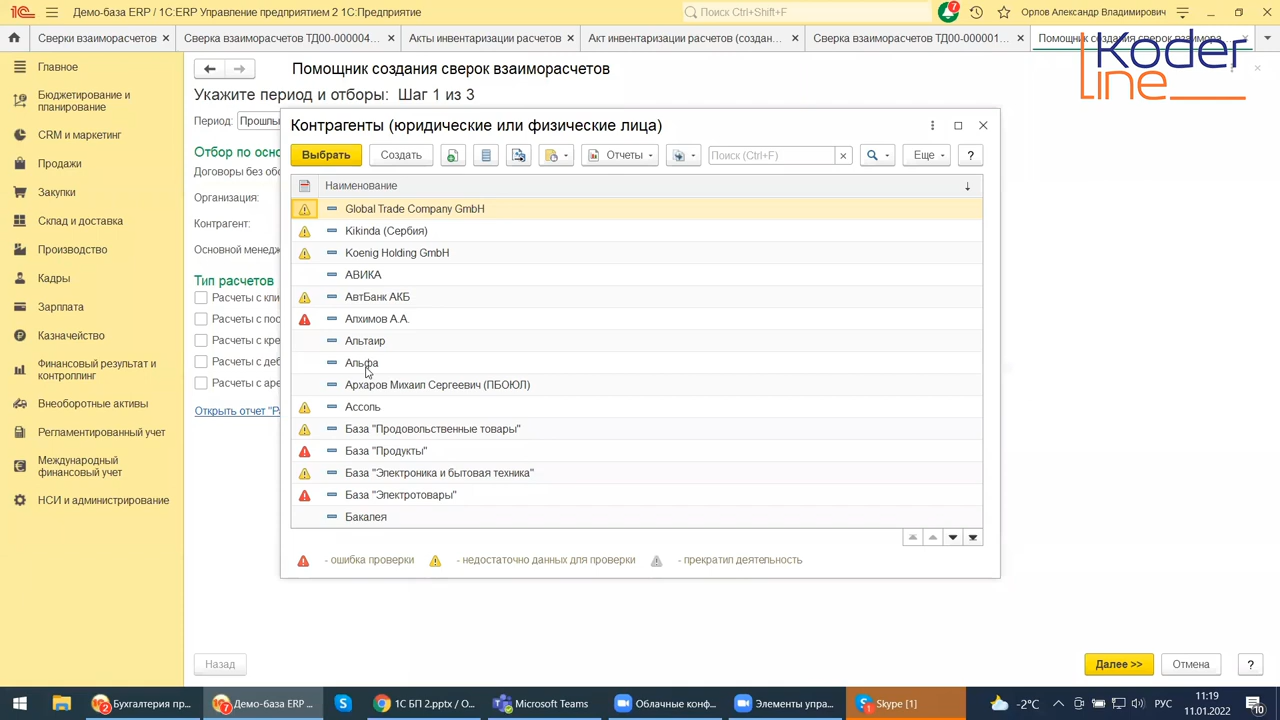 Демо-база ERP / 1С:ERP Управление предприятием 2 1С:Предприятие
Поиск Ctrl+Shift+F
7
Орлов Александр Владимирович
Сверки взаиморасчетов
Сверка взаиморасчетов ТД00-000004...
Акты инвентаризации расчетов
Акт инвентаризации расчетов (создан...
Сверка взаиморасчетов ТД00-000001...
Помощник создания сверок взаимора...
Koder
line
Главное
Бюджетирование и
планирование
CRM и маркетинг
Продажи
Закупки
Склад и доставка
Производство
Кадры
Зарплата
Казначейство
Финансовый результат и
контроллинг
Внеоборотные активы
Регламентированный учет
Международный
финансовый учет
НСИ и администрирование
Помощник создания сверок взаиморасчетов
Укажите период и отборы: Шаг 1 из 3
Период: Прошлы
Отбор по осно
Договоры без обо
Организация:
Контрагент:
Основной менедж
Тип расчетов
Расчеты с кли
Расчеты с пос
Расчеты с кре
Расчеты с деб
Расчеты с аре
Открыть отчет "Ра
Контрагенты (юридические или физические лица)
Выбрать
Создать
Отчеты
Поиск (Ctrl+F)
Еще
?
Наименование
Global Trade Company GmbH
Kikinda (Сербия)
Koenig Holding GmbH
АВИКА
АвтБанк АКБ
Алхимов А.А.
Альтаир
Альфа
Архаров Михаил Сергеевич (ПБОЮЛ)
Ассоль
База "Продовольственные товары"
База "Продукты"
База "Электроника и бытовая техника"
База "Электротовары"
Бакалея
- ошибка проверки
- недостаточно данных для проверки
- прекратил деятельность
Назад
Далее >>
Отмена
?
Бухгалтерия пр...
Демо-база ERP ...
1С БП 2.pptx / О...
Microsoft Teams
Облачные конф...
Элементы упра...
Skype [1]
-2°C
РУС
11:19
11.01.2022
10